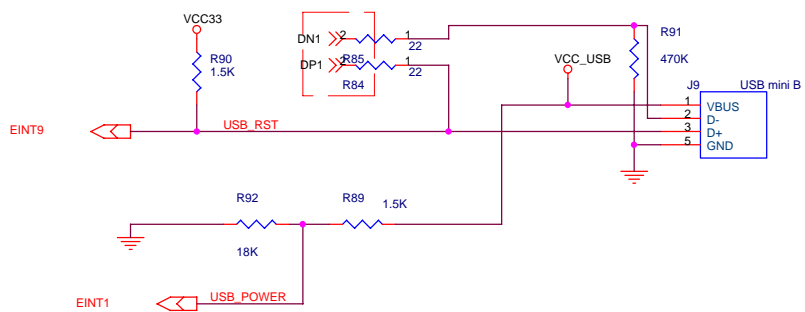 VCC33
R90
1.5K
DN1
2
1
22
R85
DP1
2
1
22
R84
VCC_USB
R91
470K
J9
USB mini B
1
VBUS
2
D-
3
D+
5
GND
EINT9
USB_RST
R92
18K
R89
1.5K
EINT1
USB_POWER